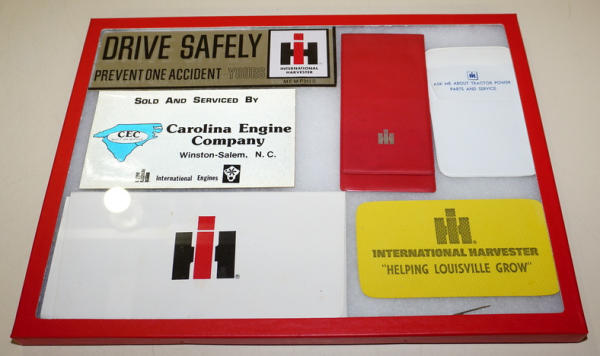 DRIVE SAFELY
PREVENT ONE ACCIDENT - YOURS
INTERNATIONAL
HARVESTER
MEMPHIS
ASK ME ABOUT TRACTOR POWER
PARTS AND SERVICE
SOLD AND SERVICED BY
CEC
Carolina Engine
Company
Winston-Salem, N. C.
International Engines
INTERNATIONAL HARVESTER
"HELPING LOUISVILLE GROW"